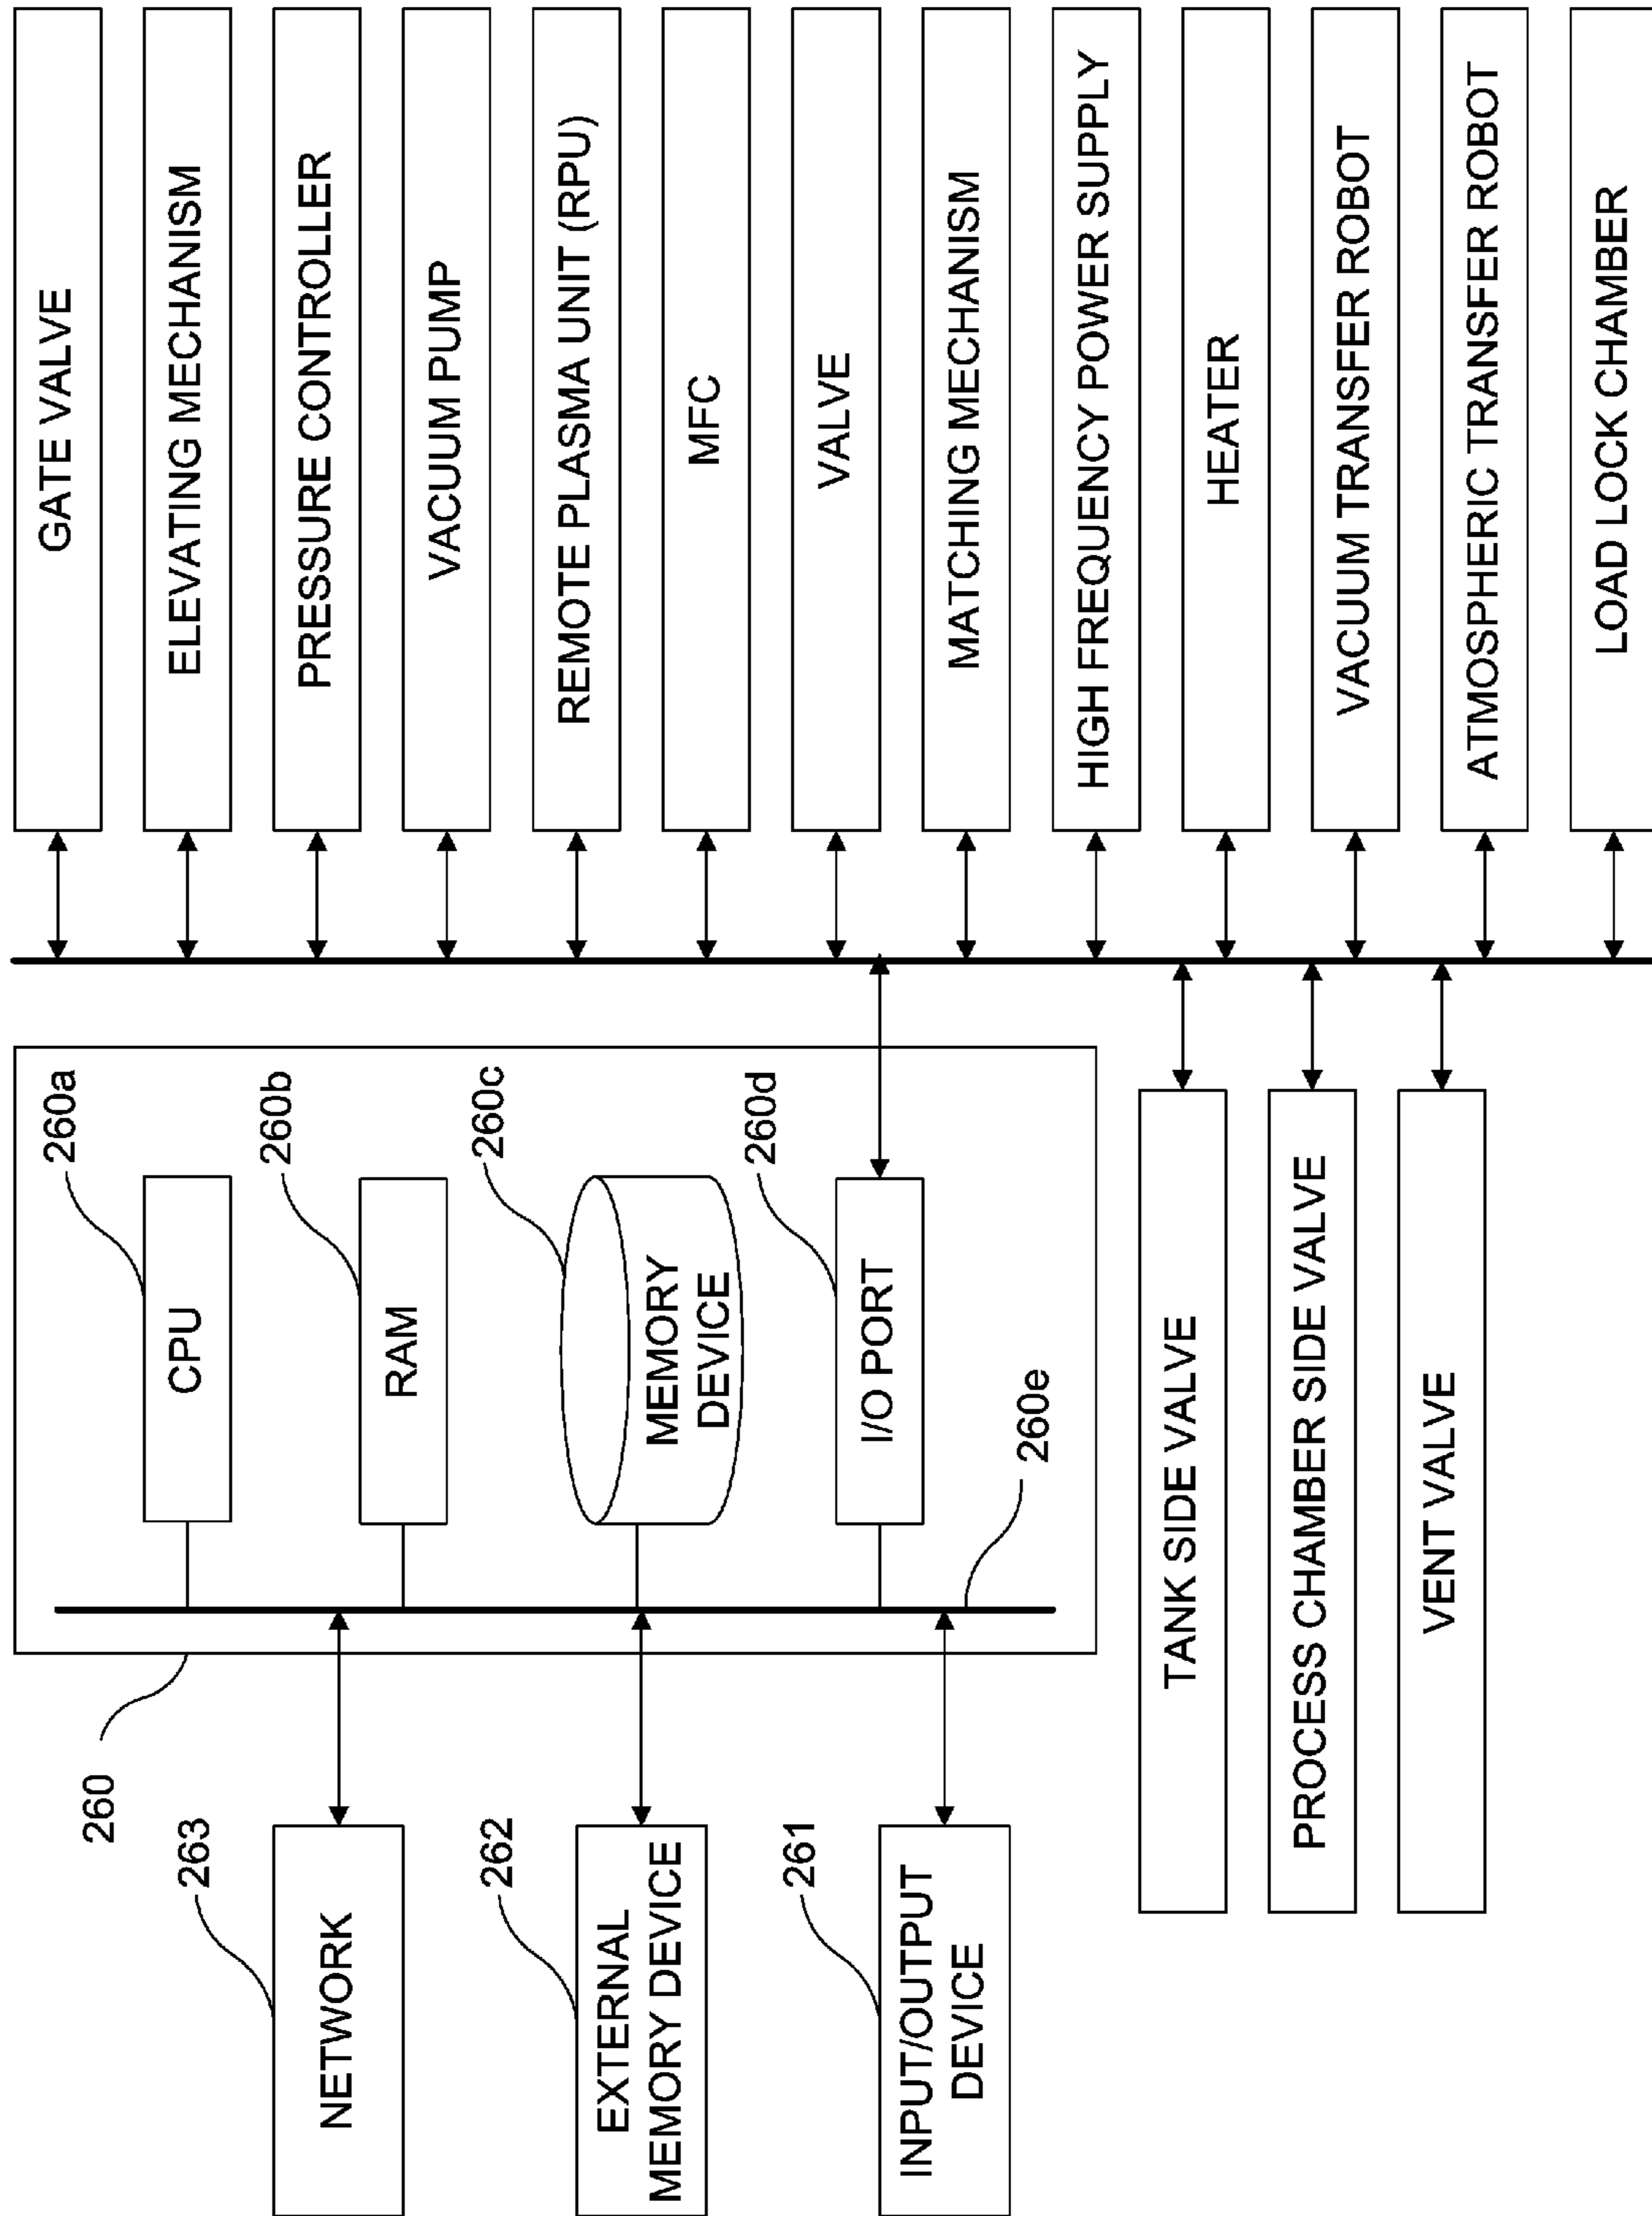 260
263
NETWORK
262
EXTERNAL
MEMORY DEVICE
261
INPUT/OUTPUT
DEVICE
260a
CPU
260b
RAM
260c
MEMORY
DEVICE
260d
I/O PORT
260e
TANK SIDE VALVE
PROCESS CHAMBER SIDE VALVE
VENT VALVE
GATE VALVE
ELEVATING MECHANISM
PRESSURE CONTROLLER
VACUUM PUMP
REMOTE PLASMA UNIT (RPU)
MFC
VALVE
MATCHING MECHANISM
HIGH FREQUENCY POWER SUPPLY
HEATER
VACUUM TRANSFER ROBOT
ATMOSPHERIC TRANSFER ROBOT
LOAD LOCK CHAMBER